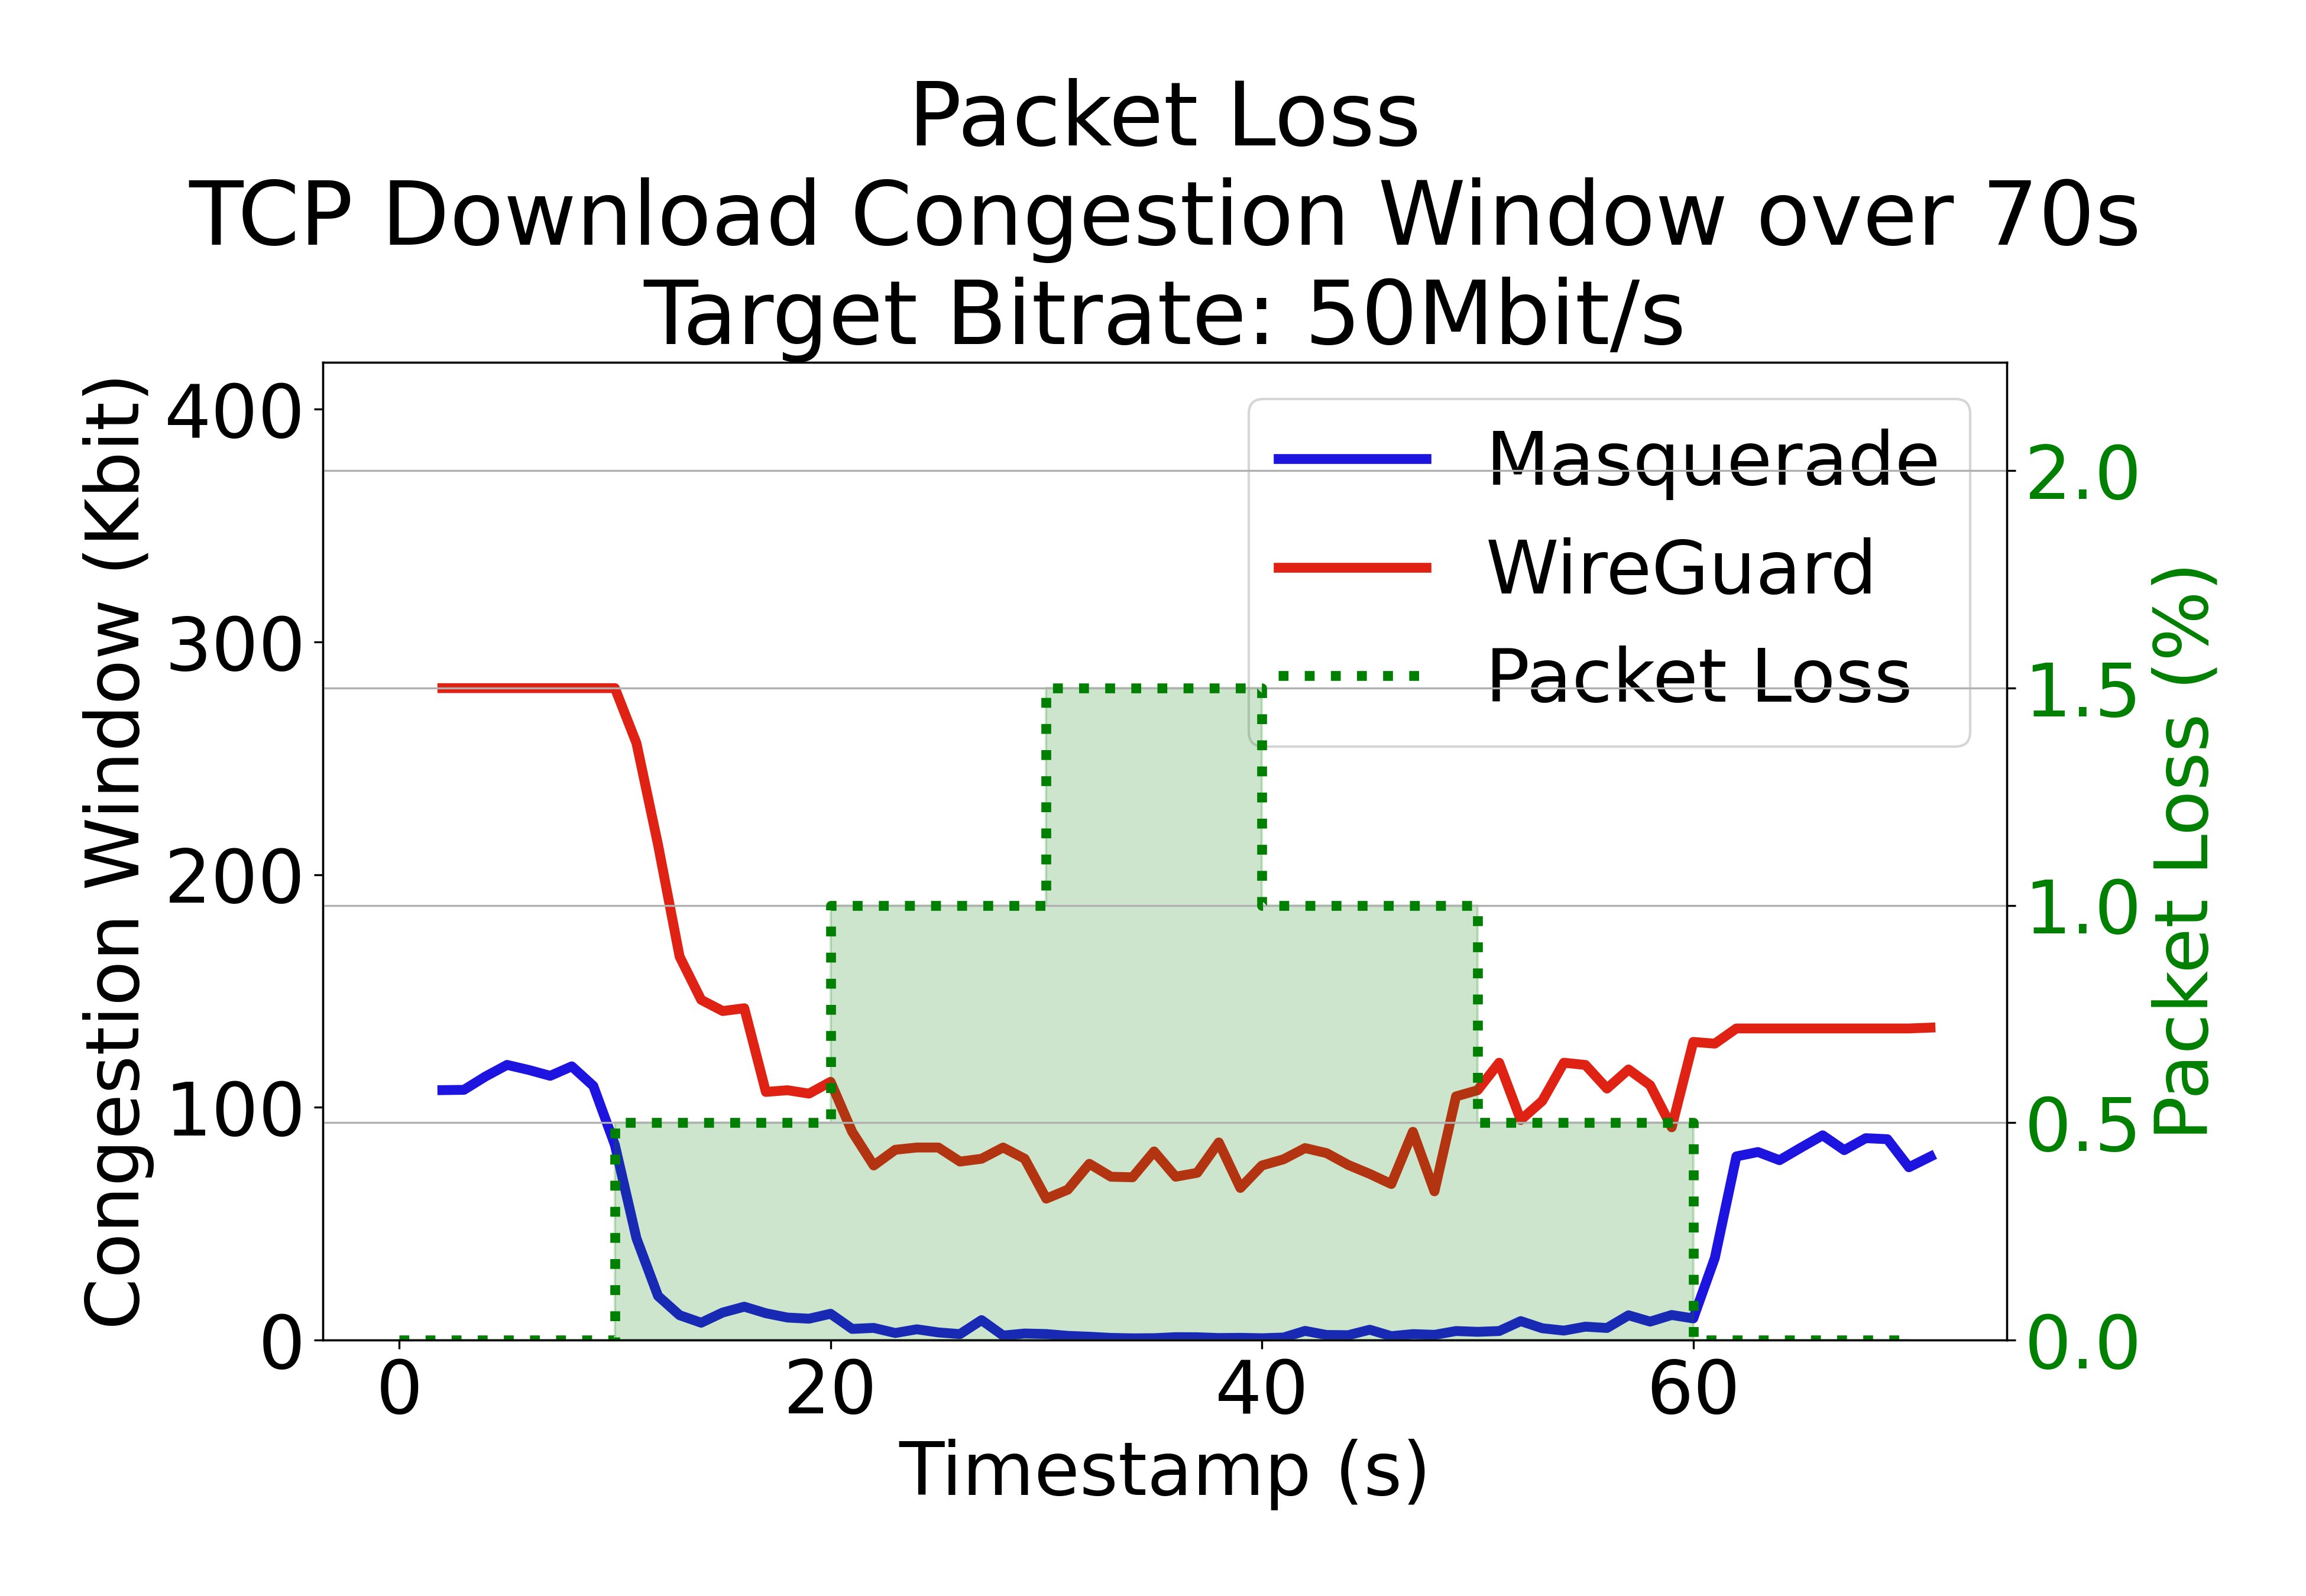 Packet Loss
TCP Download Congestion Window over 70s
Target Bitrate: 50Mbit/s
Congestion Window (Kbit)
400
300
200
100
0
Masquerade
WireGuard
Packet Loss
2.0
1.5
1.0
0.5
0.0
Packet Loss (%)
0 20 40 60
Timestamp (s)